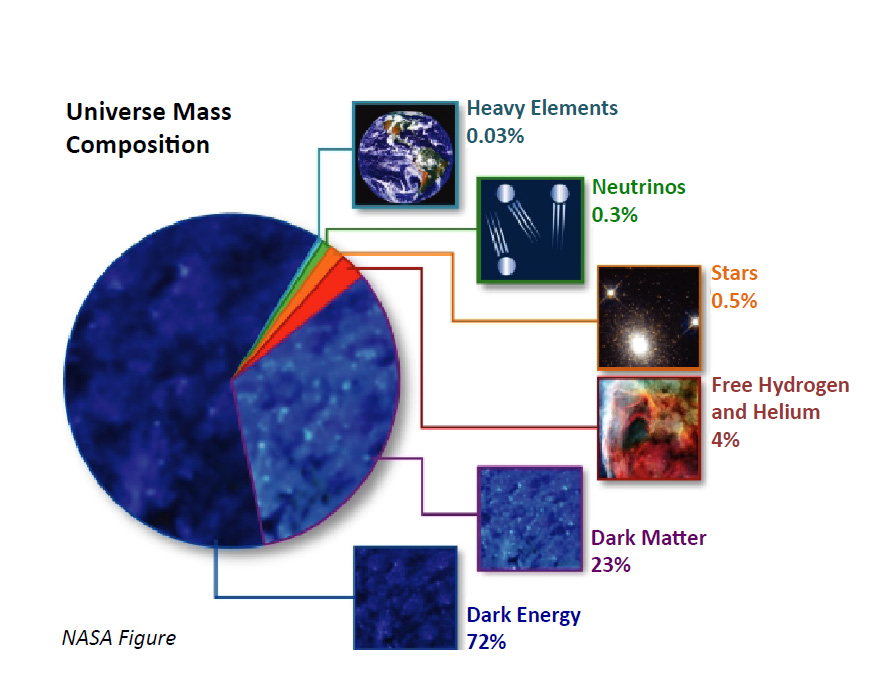 Universe Mass
Composition
Heavy Elements
0.03%
Neutrinos
0.3%
Stars
0.5%
Free Hydrogen
and Helium
4%
Dark Matter
23%
Dark Energy
72%
NASA Figure